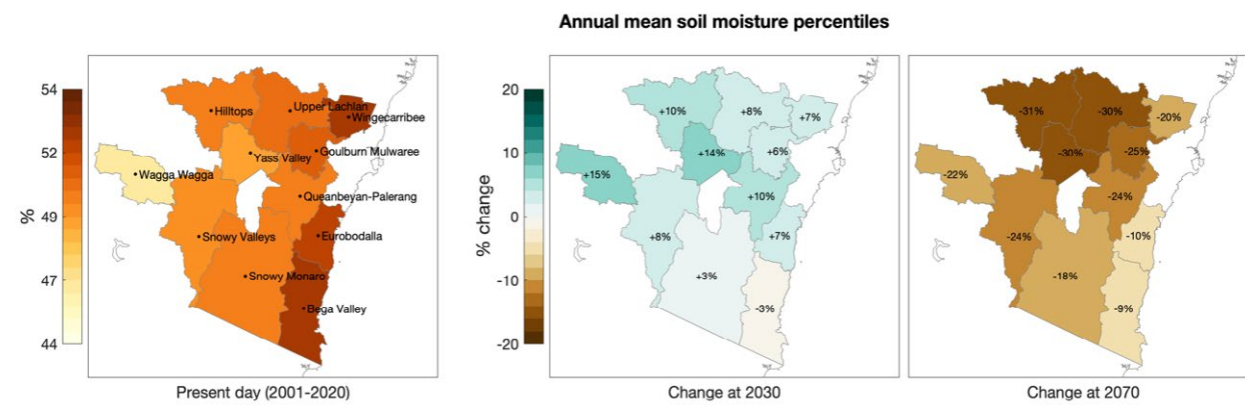 Annual mean soil moisture percentiles
54
52
49
47
44
%
Hilltops
Upper Lachlan
Wingecarribee
Yass Valley
Goulburn Mulwaree
Wagga Wagga
Queanbeyan-Palerang
Snowy Valleys
Eurobodalla
Snowy Monaro
Bega Valley
Present day (2001-2020)
20
10
0
-10
-20
% change
+10%
+8%
+7%
+14%
+6%
+15%
+10%
+8%
+7%
+3%
-3%
Change at 2030
-31%
-30%
-20%
-30%
-25%
-22%
-24%
-24%
-10%
-18%
-9%
Change at 2070